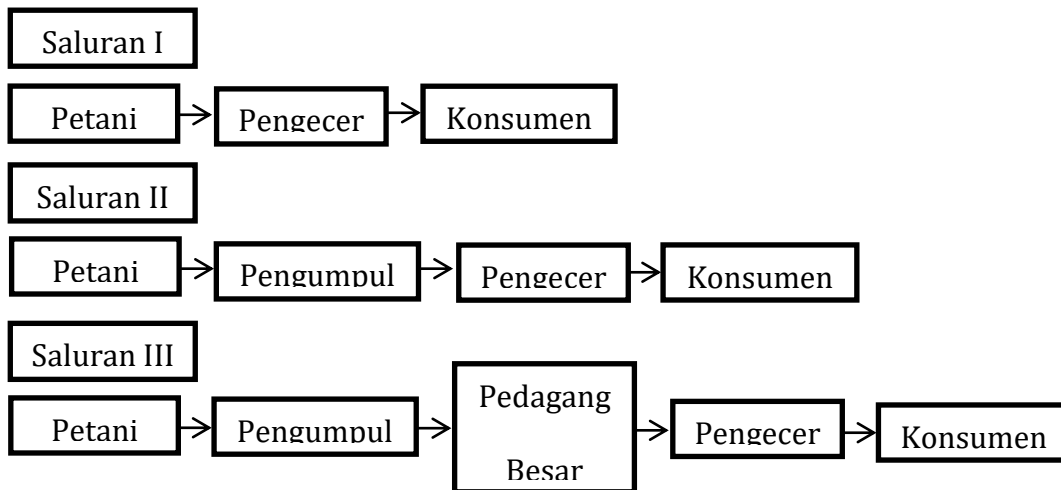 Saluran I
Petani Pengecer Konsumen
Saluran II
Petani Pengumpul Pengecer Konsumen
Saluran III
Petani Pengumpul Pedagang Besar Pengecer Konsumen